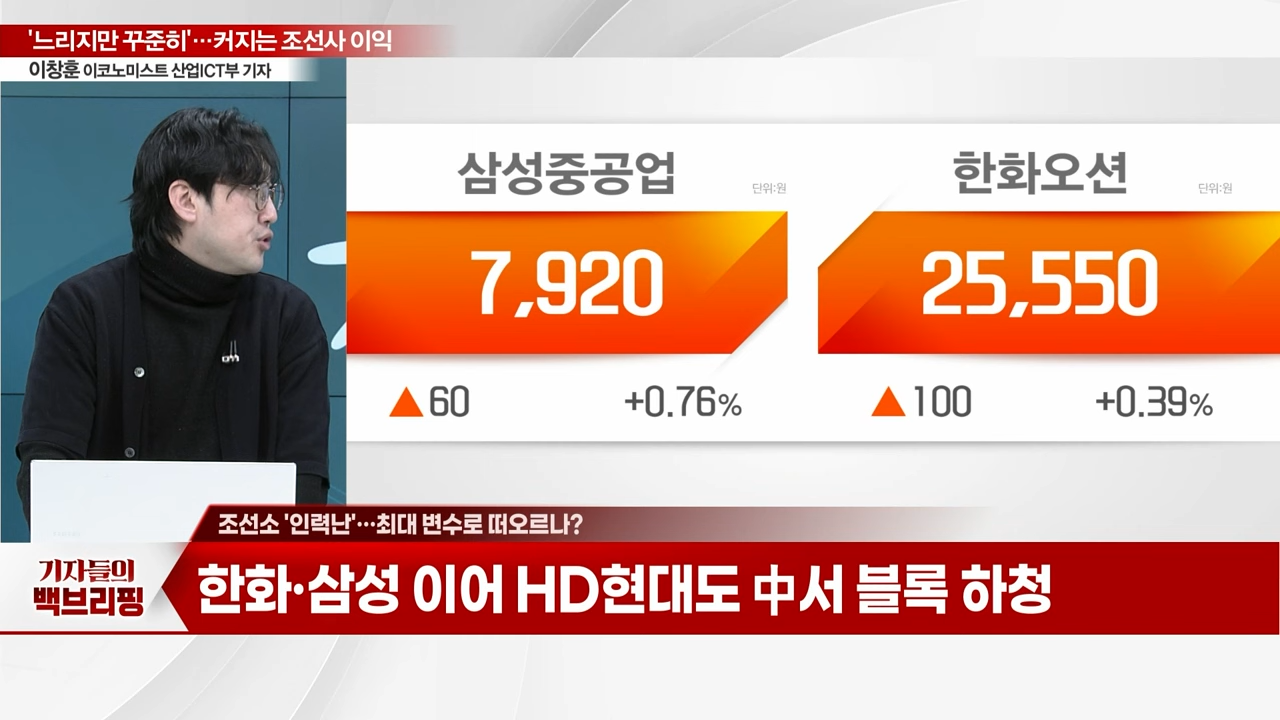 '느리지만 꾸준히'…커지는 조선사 이익
이창훈 이코노미스트 산업ICT부 기자
삼성중공업 단위:원
7,920
▲60 +0.76%
한화오션 단위:원
25,550
▲100 +0.39%
조선소 '인력난'…최대 변수로 떠오르나?
기자들의
백브리핑
한화·삼성 이어 HD현대도 中서 블록 하청